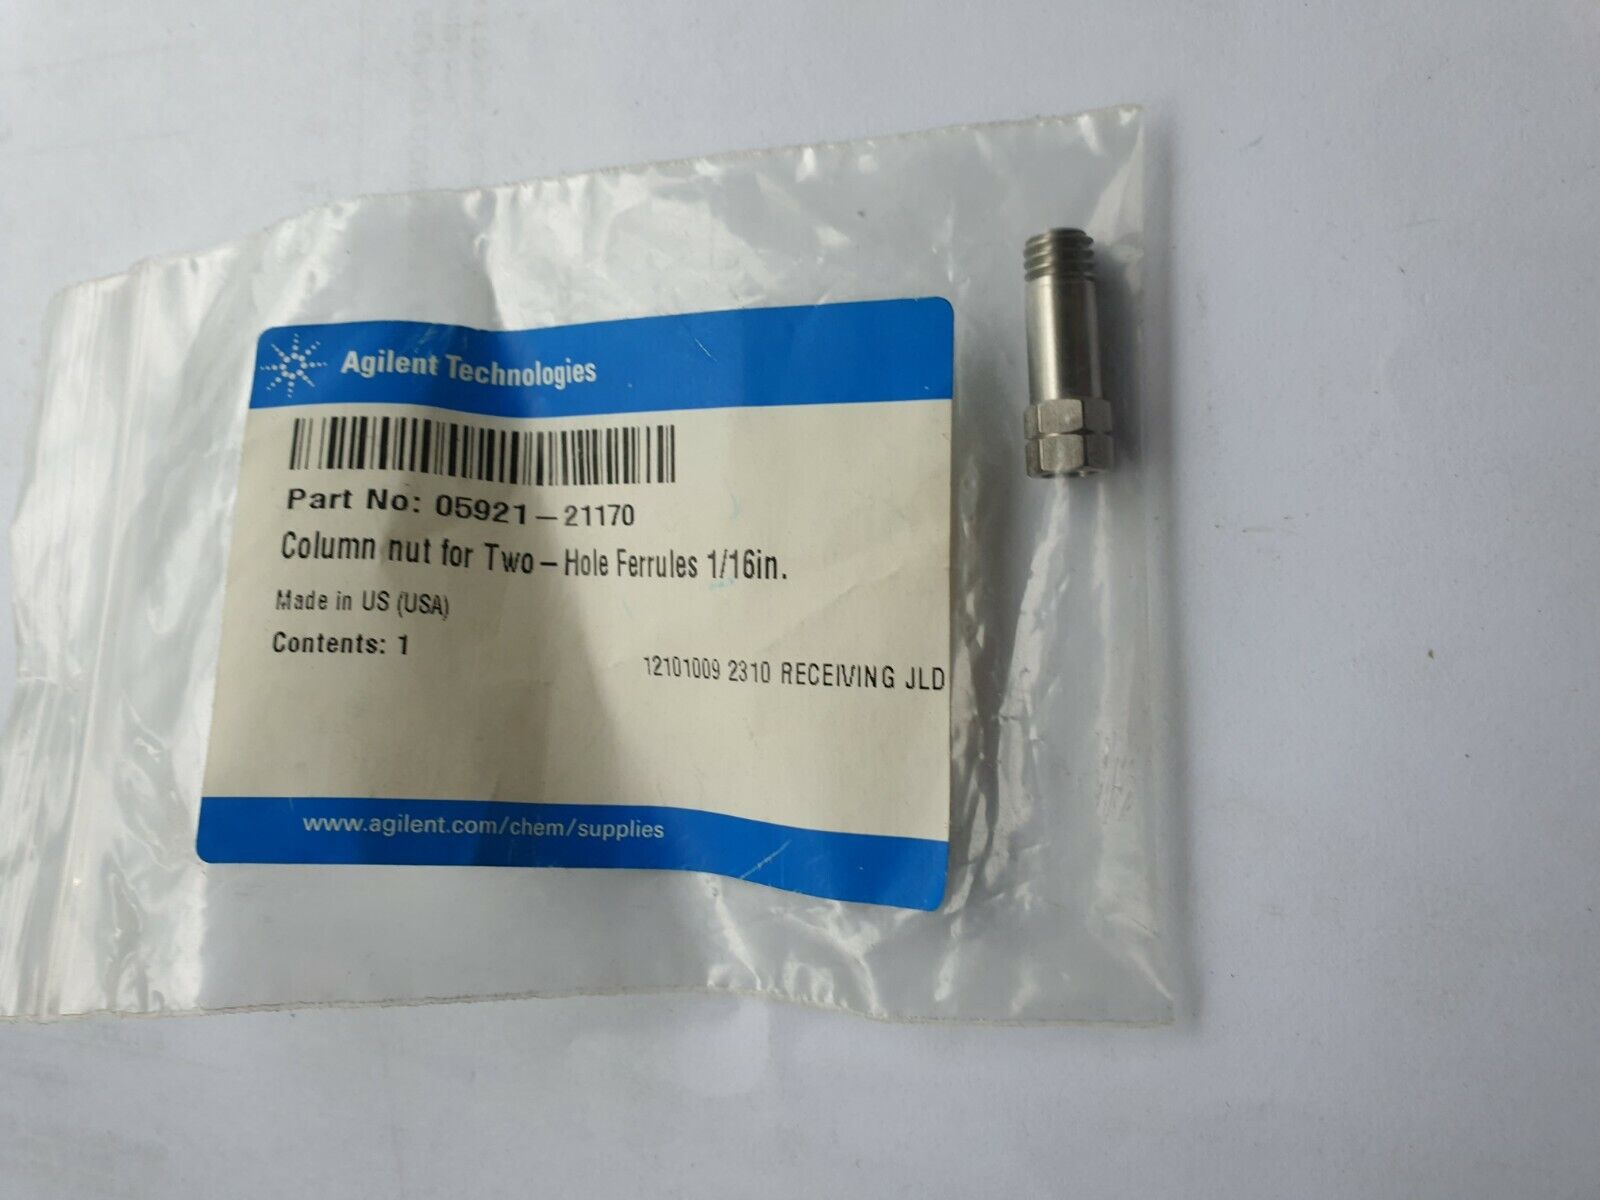 Agilent Technologies
Part No: 05921-21170
Column nut for Two-Hole Ferrules 1/16in.
Made in US (USA)
Contents: 1
12101009 2310 RECEIVING JLD
www.agilent.com/chem/supplies